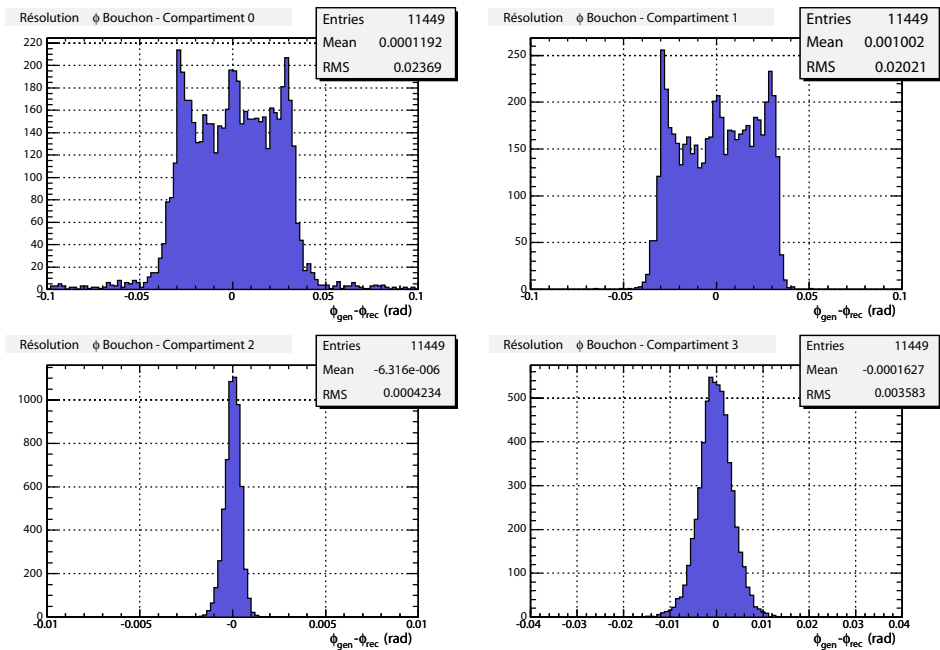 Résolution ϕ Bouchon - Compartiment 0
Entries 11449
Mean 0.0001192
RMS 0.02369
220
200
180
160
140
120
100
80
60
40
20
0
-0.1 -0.05 0 0.05 0.1
ϕgen-ϕrec (rad)
Résolution ϕ Bouchon - Compartiment 1
Entries 11449
Mean 0.001002
RMS 0.02021
250
200
150
100
50
0
-0.1 -0.05 0 0.05 0.1
ϕgen-ϕrec (rad)
Résolution ϕ Bouchon - Compartiment 2
Entries 11449
Mean -6.316e-006
RMS 0.0004234
1000
800
600
400
200
0
-0.01 -0.005 -0 0.005 0.01
ϕgen-ϕrec (rad)
Résolution ϕ Bouchon - Compartiment 3
Entries 11449
Mean -0.0001627
RMS 0.003583
500
400
300
200
100
0
-0.04 -0.03 -0.02 -0.01 0 0.01 0.02 0.03 0.04
ϕgen-ϕrec (rad)